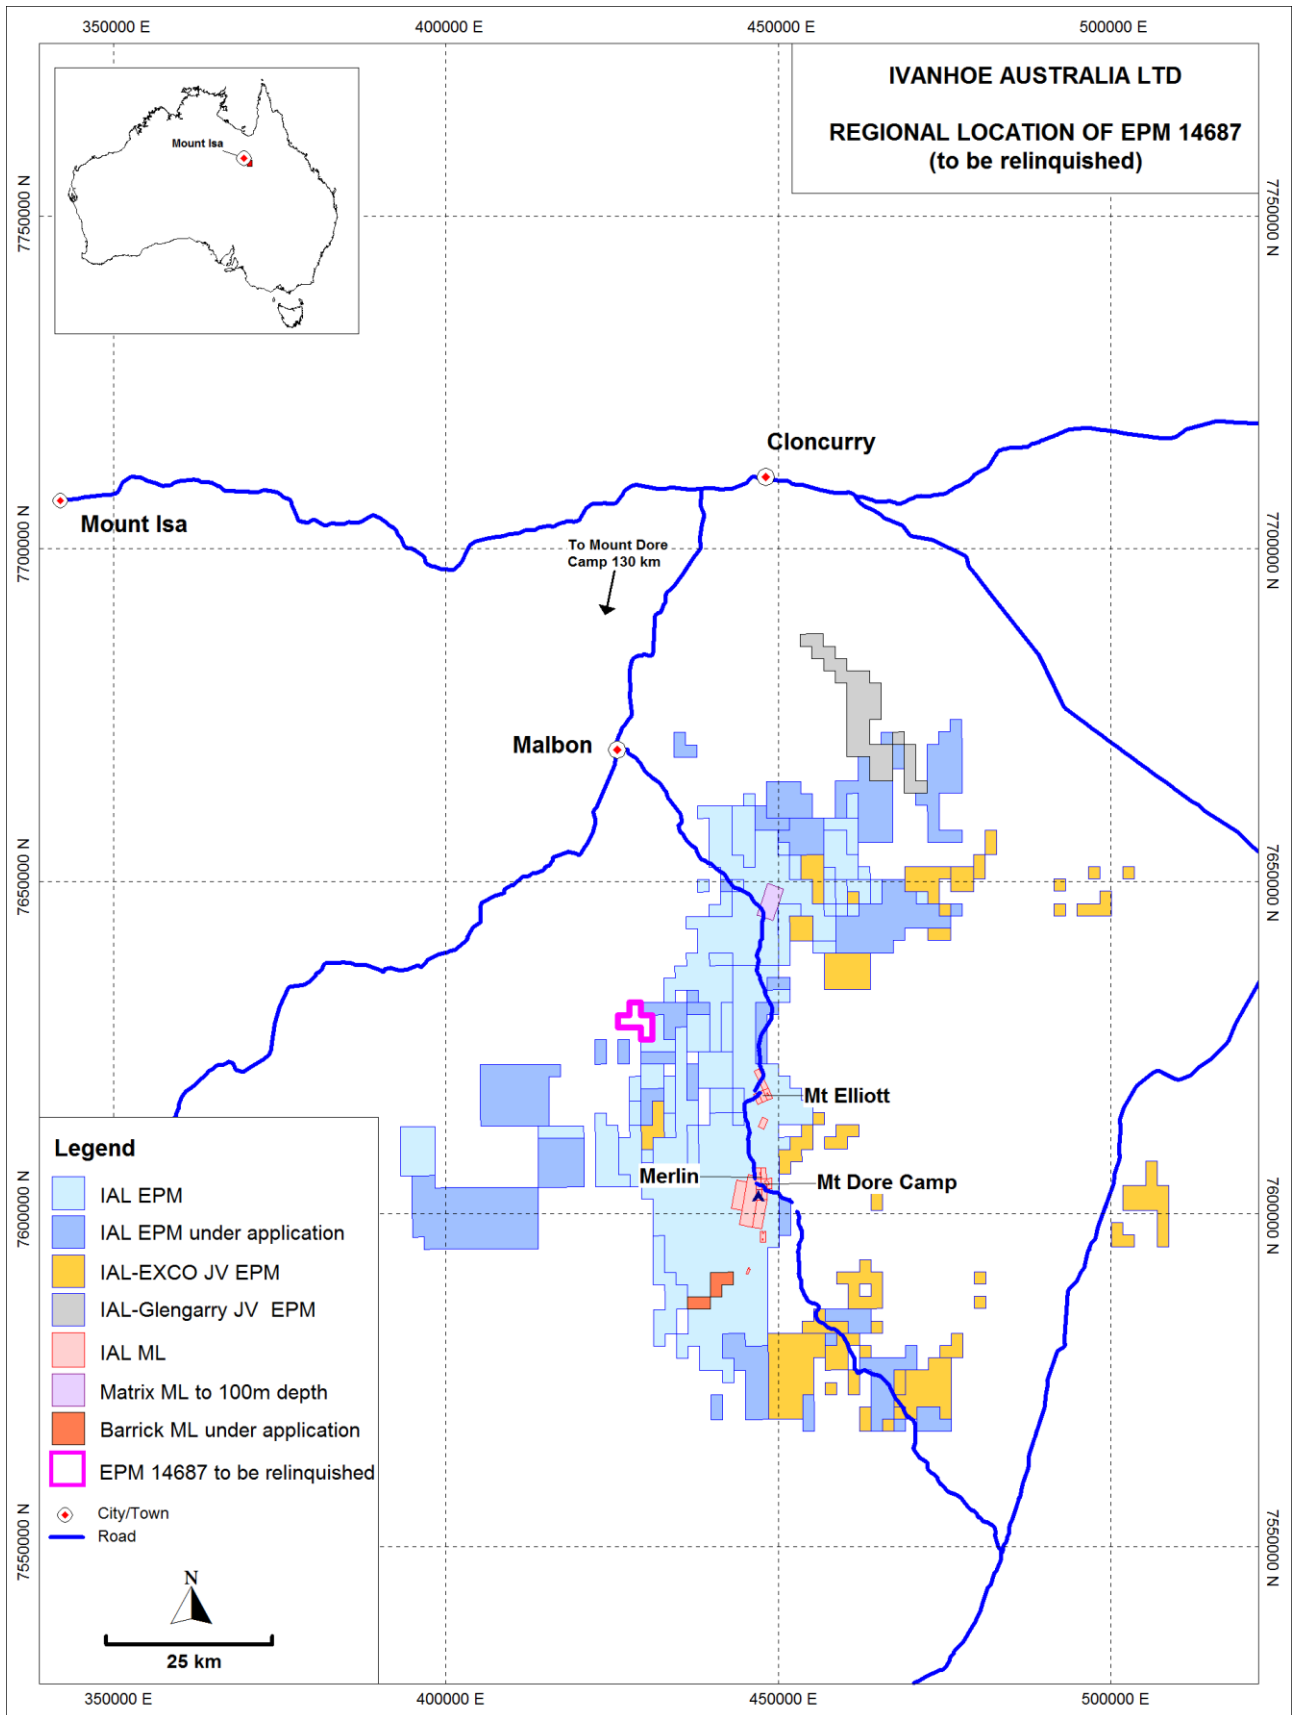 350000 E
400000 E
450000 E
500000 E
IVANHOE AUSTRALIA LTD
REGIONAL LOCATION OF EPM 14687
(to be relinquished)
Mount Isa
7750000 N
7750000 N
Cloncurry
Mount Isa
To Mount Dore
Camp 130 km
7700000 N
7700000 N
Malbon
7650000 N
7650000 N
Mt Elliott
Merlin
Mt Dore Camp
7600000 N
7600000 N
Legend
IAL EPM
IAL EPM under application
IAL-EXCO JV EPM
IAL-Glengarry JV EPM
IAL ML
Matrix ML to 100m depth
Barrick ML under application
EPM 14687 to be relinquished
City/Town
Road
7550000 N
7550000 N
N
25 km
350000 E
400000 E
450000 E
500000 E